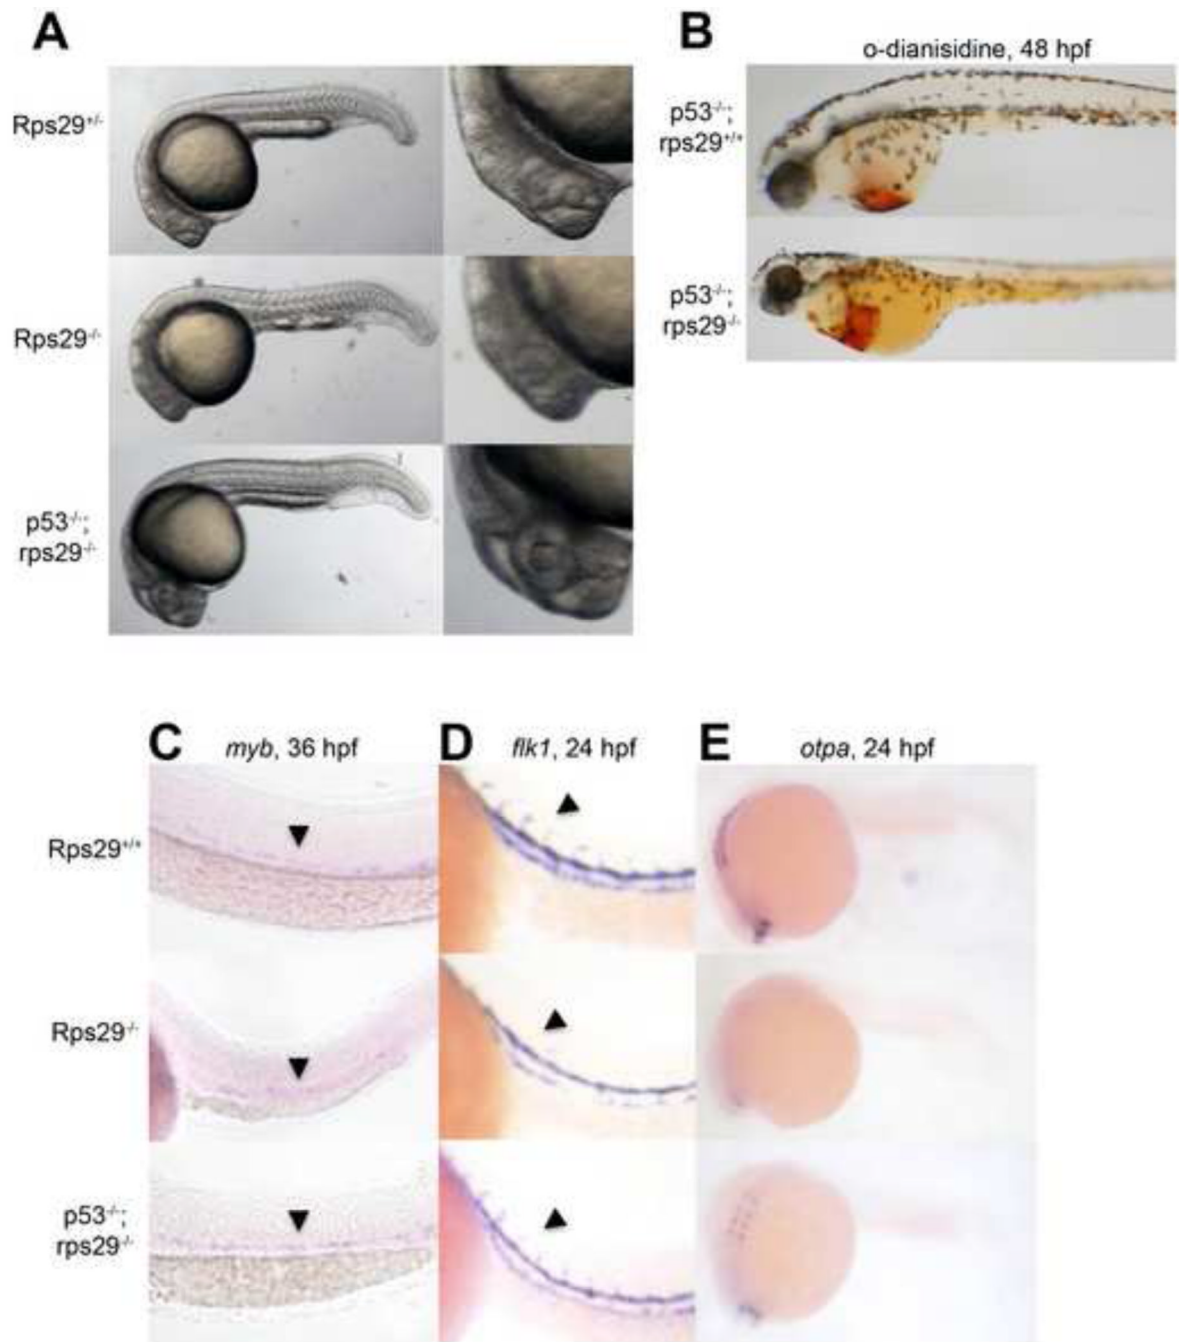 A
Rps29+/-
Rps29-/-
p53-/-;
rps29-/-
B
o-dianisidine, 48 hpf
p53-/-;
rps29+/+
p53-/-;
rps29-/-
C
myb, 36 hpf
D
flk1, 24 hpf
E
otpa, 24 hpf
Rps29+/+
Rps29-/-
p53-/-;
rps29-/-